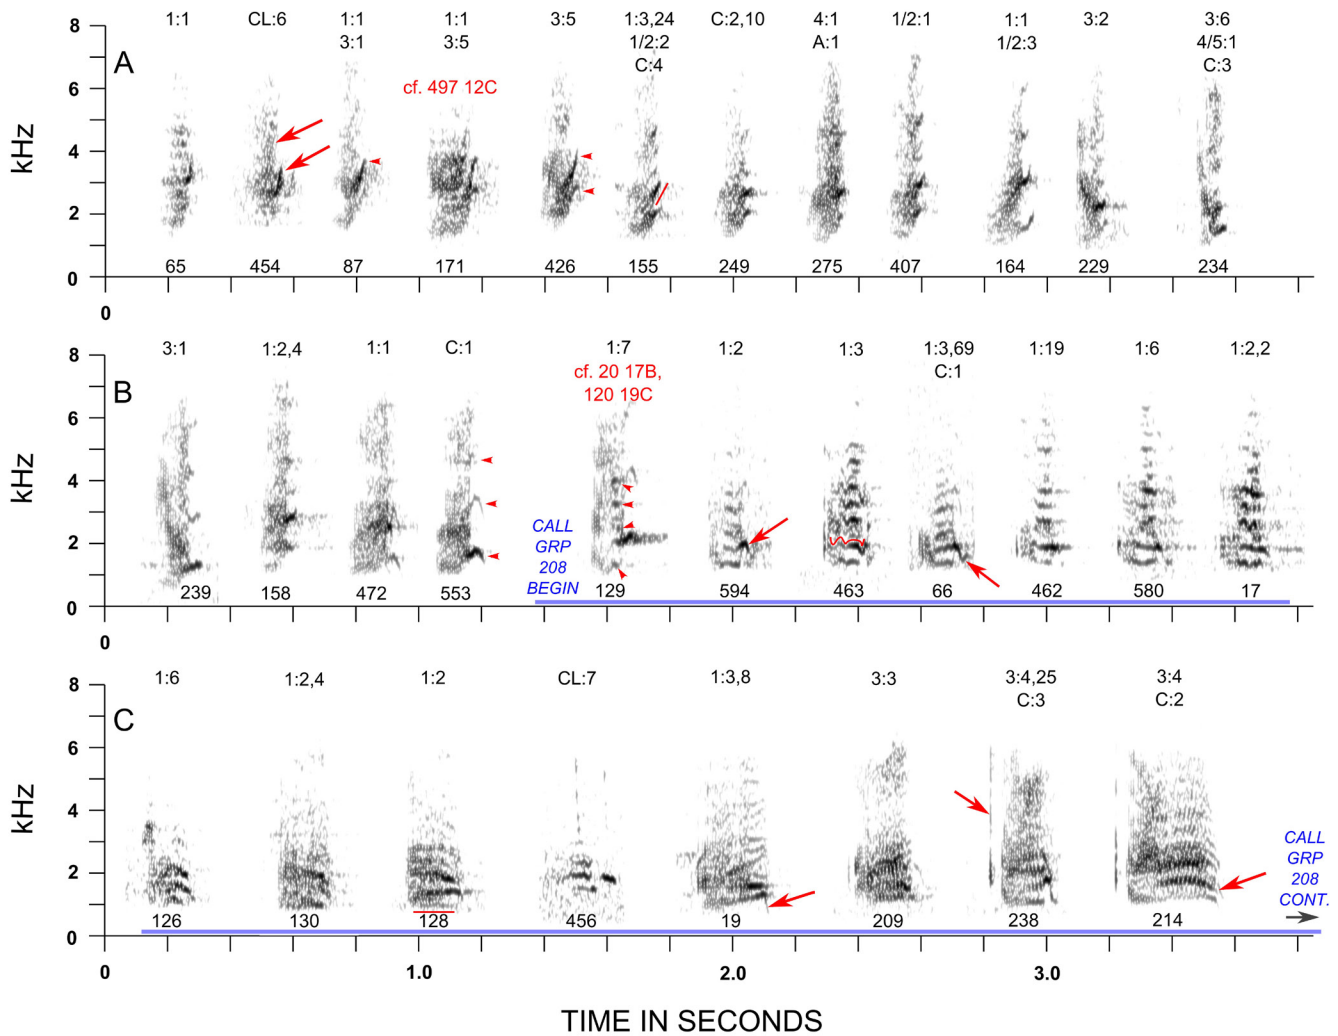 1:1 CL:6 1:1 1:1 3:5 1:3,24 C:2,10 4:1 1/2:1 1:1 3:2 3:6
3:1 3:5 1/2:2 A:1 1/2:3 4/5:1
C:4 C:3
cf. 497 12C
A
8
6
4
2
0
kHz
65 454 87 171 426 155 249 275 407 164 229 234
0
3:1 1:2,4 1:1 C:1 1:7 1:2 1:3 1:3,69 1:19 1:6 1:2,2
cf. 20 17B, C:1
120 19C
B
8
6
4
2
0
kHz
CALL
GRP
208
BEGIN
239 158 472 553 129 594 463 66 462 580 17
0
1:6 1:2,4 1:2 CL:7 1:3,8 3:3 3:4,25 3:4
C:3 C:2
C
8
6
4
2
0
kHz
CALL
GRP
208
CONT.
126 130 128 456 19 209 238 214
0 1.0 2.0 3.0
TIME IN SECONDS